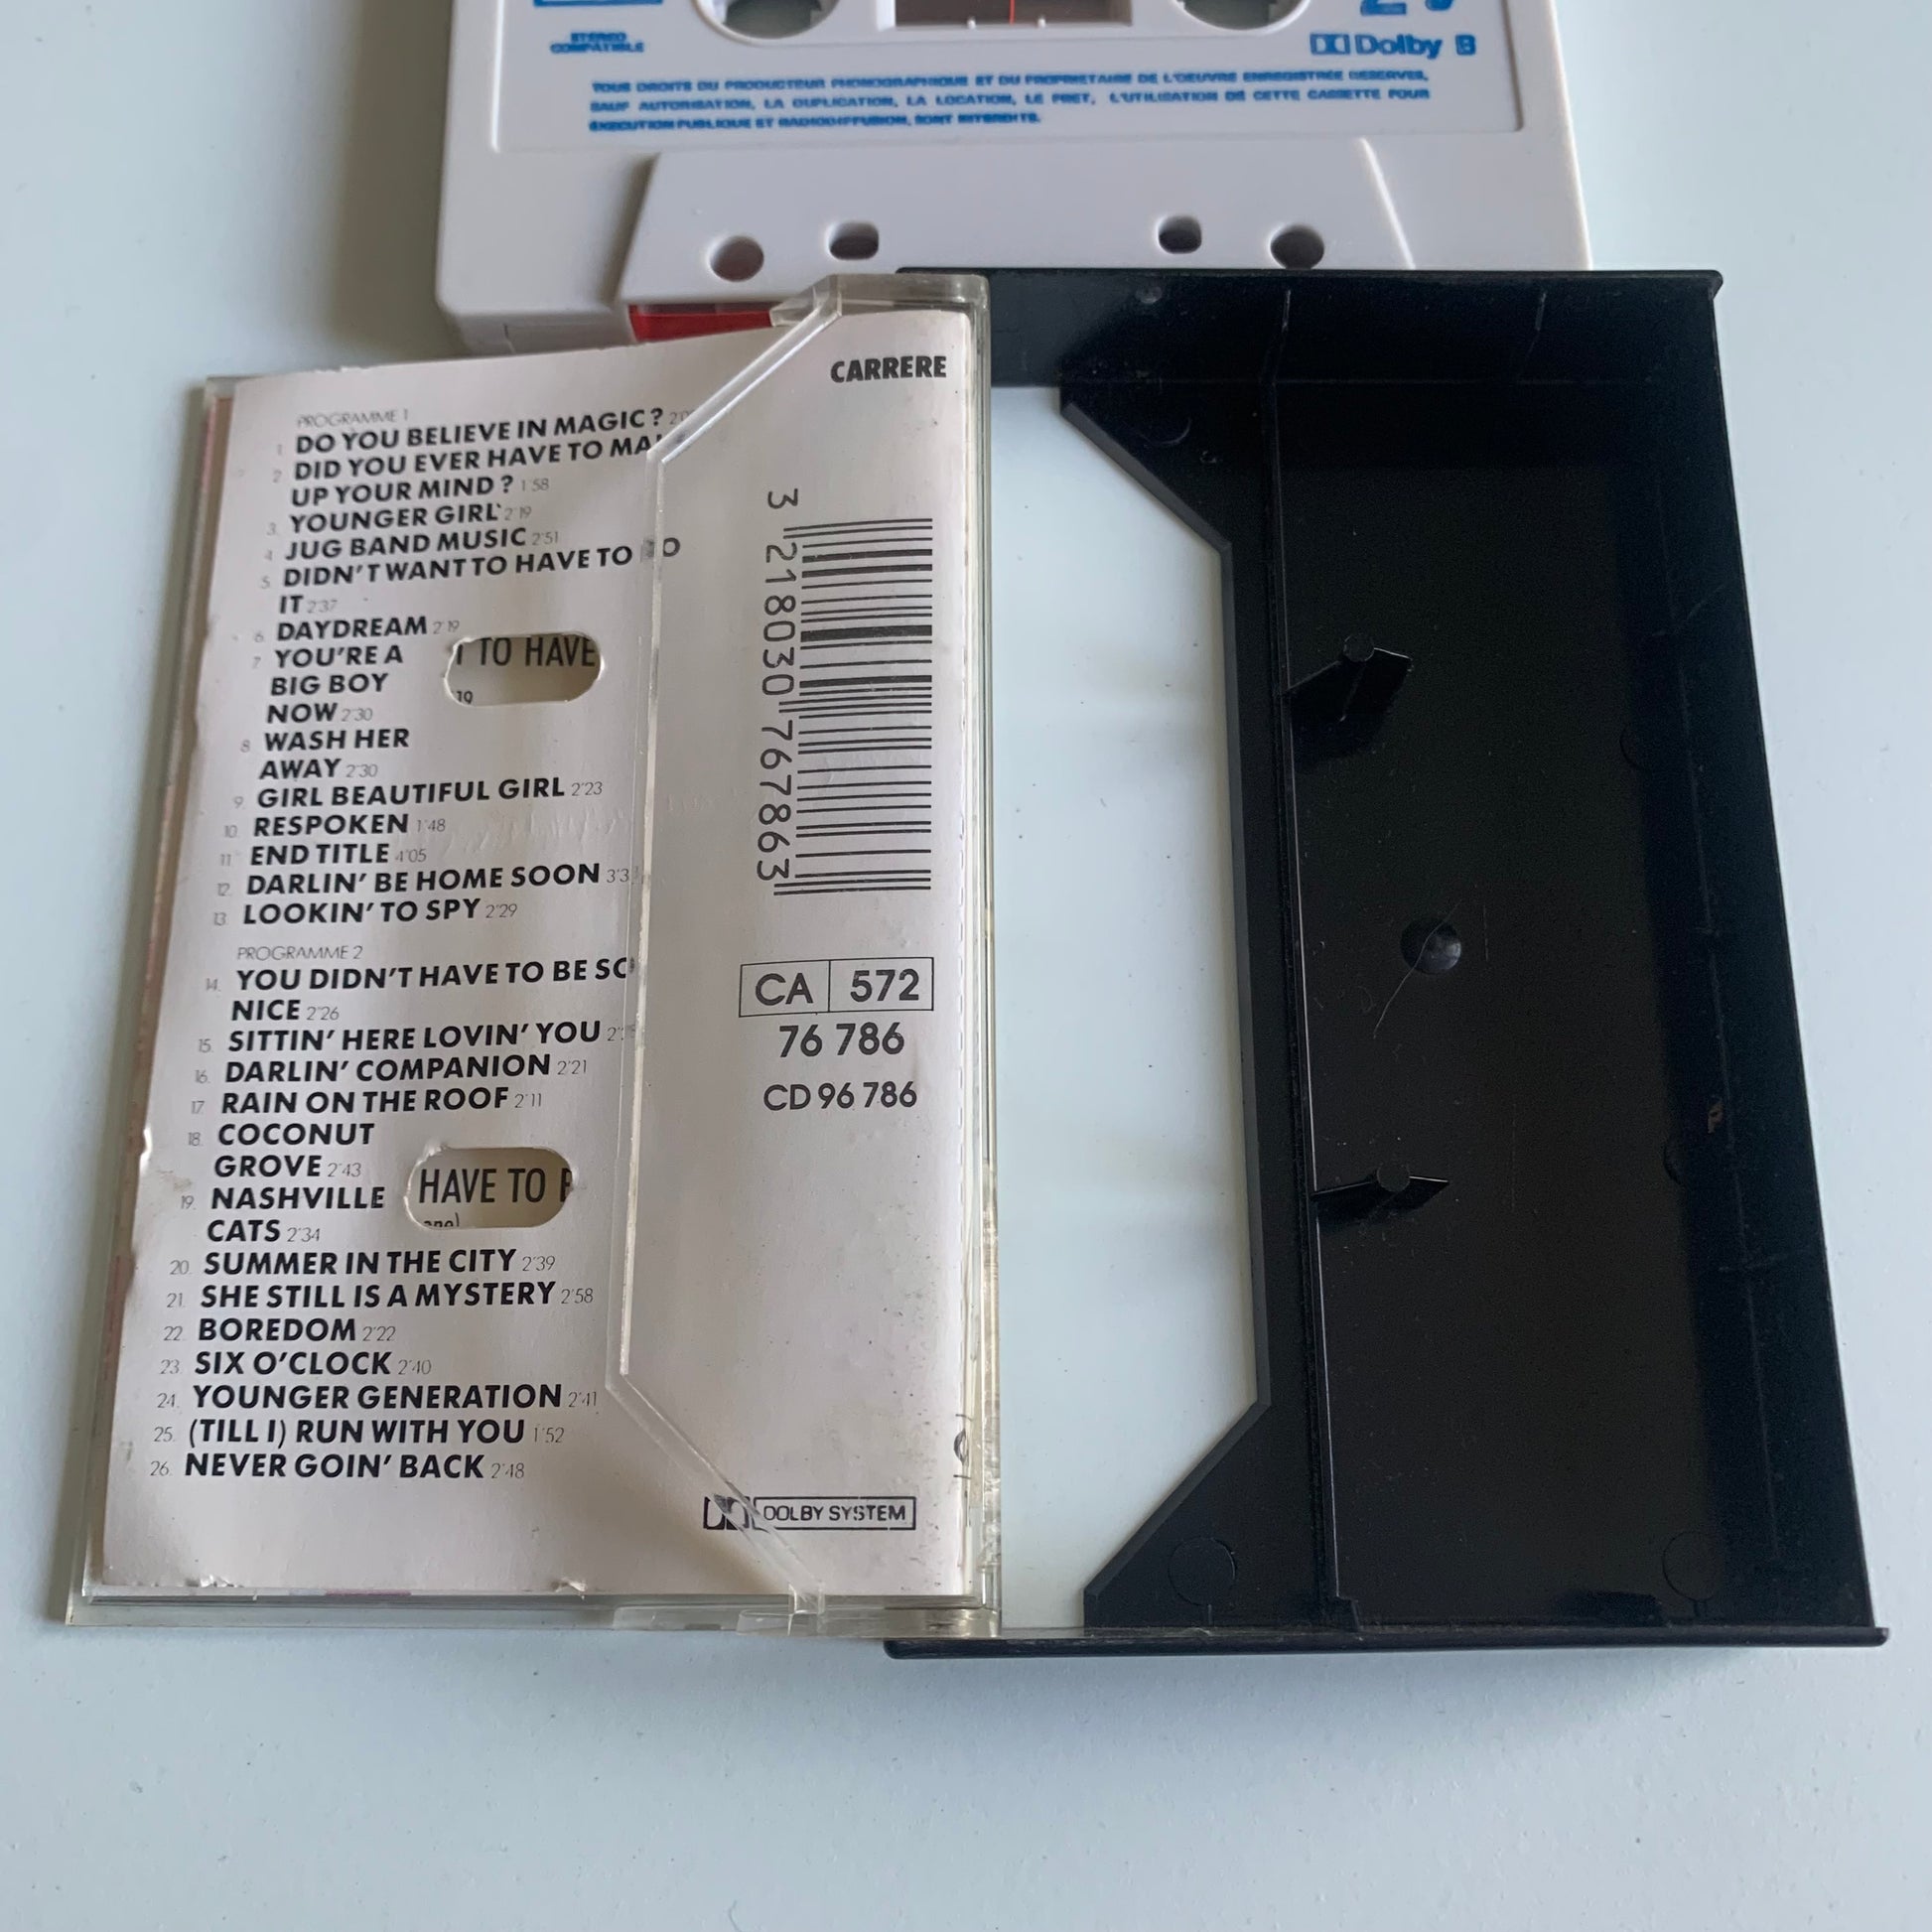 STEREO
COMPATIBLE
Dolby B
TOUS DROITS DU PRODUCTEUR PHONOGRAPHIQUE ET DU PROPRIETAIRE DE L'OEUVRE ENREGISTREE RESERVES,
SAUF AUTORISATION, LA DUPLICATION, LA LOCATION, LE PRET, L'UTILISATION DE CETTE CASSETTE POUR
EXECUTION PUBLIQUE ET RADIODIFFUSION, SONT INTERDITS.
CARRERE
PROGRAMME 1
1. DO YOU BELIEVE IN MAGIC?
2. DID YOU EVER HAVE TO
UP YOUR MIND? 1'58
3. YOUNGER GIRL 2'19
4. JUG BAND MUSIC 2'51
5. DIDN'T WANT TO HAVE TO DO
IT 2'37
6. DAYDREAM 2'19
7. YOU'RE A
BIG BOY
NOW 2'30
8. WASH HER
AWAY 2'30
9. GIRL BEAUTIFUL GIRL 2'23
10. RESPOKEN 1'48
11. END TITLE 4'05
12. DARLIN' BE HOME SOON
13. LOOKIN' TO SPY 2'29
TO HAVE
PROGRAMME 2
14. YOU DIDN'T HAVE TO BE SO
NICE 2'26
15. SITTIN' HERE LOVIN' YOU
16. DARLIN' COMPANION 2'21
17. RAIN ON THE ROOF 2'11
18. COCONUT
GROVE 2'43
19. NASHVILLE
CATS 2'34
20. SUMMER IN THE CITY 2'39
21. SHE STILL IS A MYSTERY 2'58
22. BOREDOM 2'22
23. SIX O'CLOCK 2'40
24. YOUNGER GENERATION 2'41
25. (TILL I) RUN WITH YOU 1'52
26. NEVER GOIN' BACK 2'48
HAVE TO
3 218030 767863
CA 572
76 786
CD 96 786
DOLBY SYSTEM